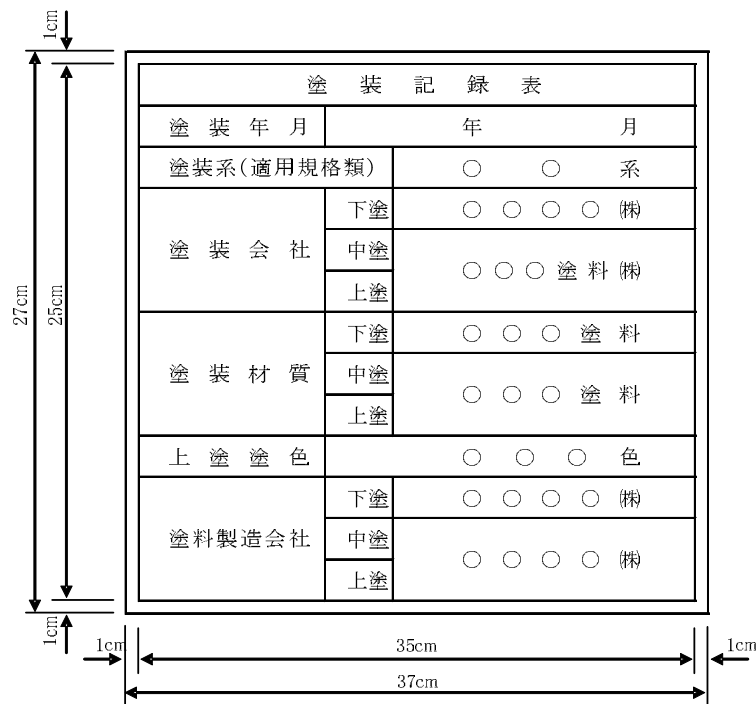 1cm
塗装記録表
塗装年月 年 月
塗装系(適用規格類) ○ ○ 系
塗装会社 下塗 ○○○○㈱
中塗 ○○○塗料㈱
上塗
塗装材質 下塗 ○○○塗料
中塗 ○○○塗料
上塗
上塗塗色 ○○○色
塗料製造会社 下塗 ○○○○㈱
中塗 ○○○○㈱
上塗
27cm
25cm
1cm
1cm 35cm 1cm
37cm